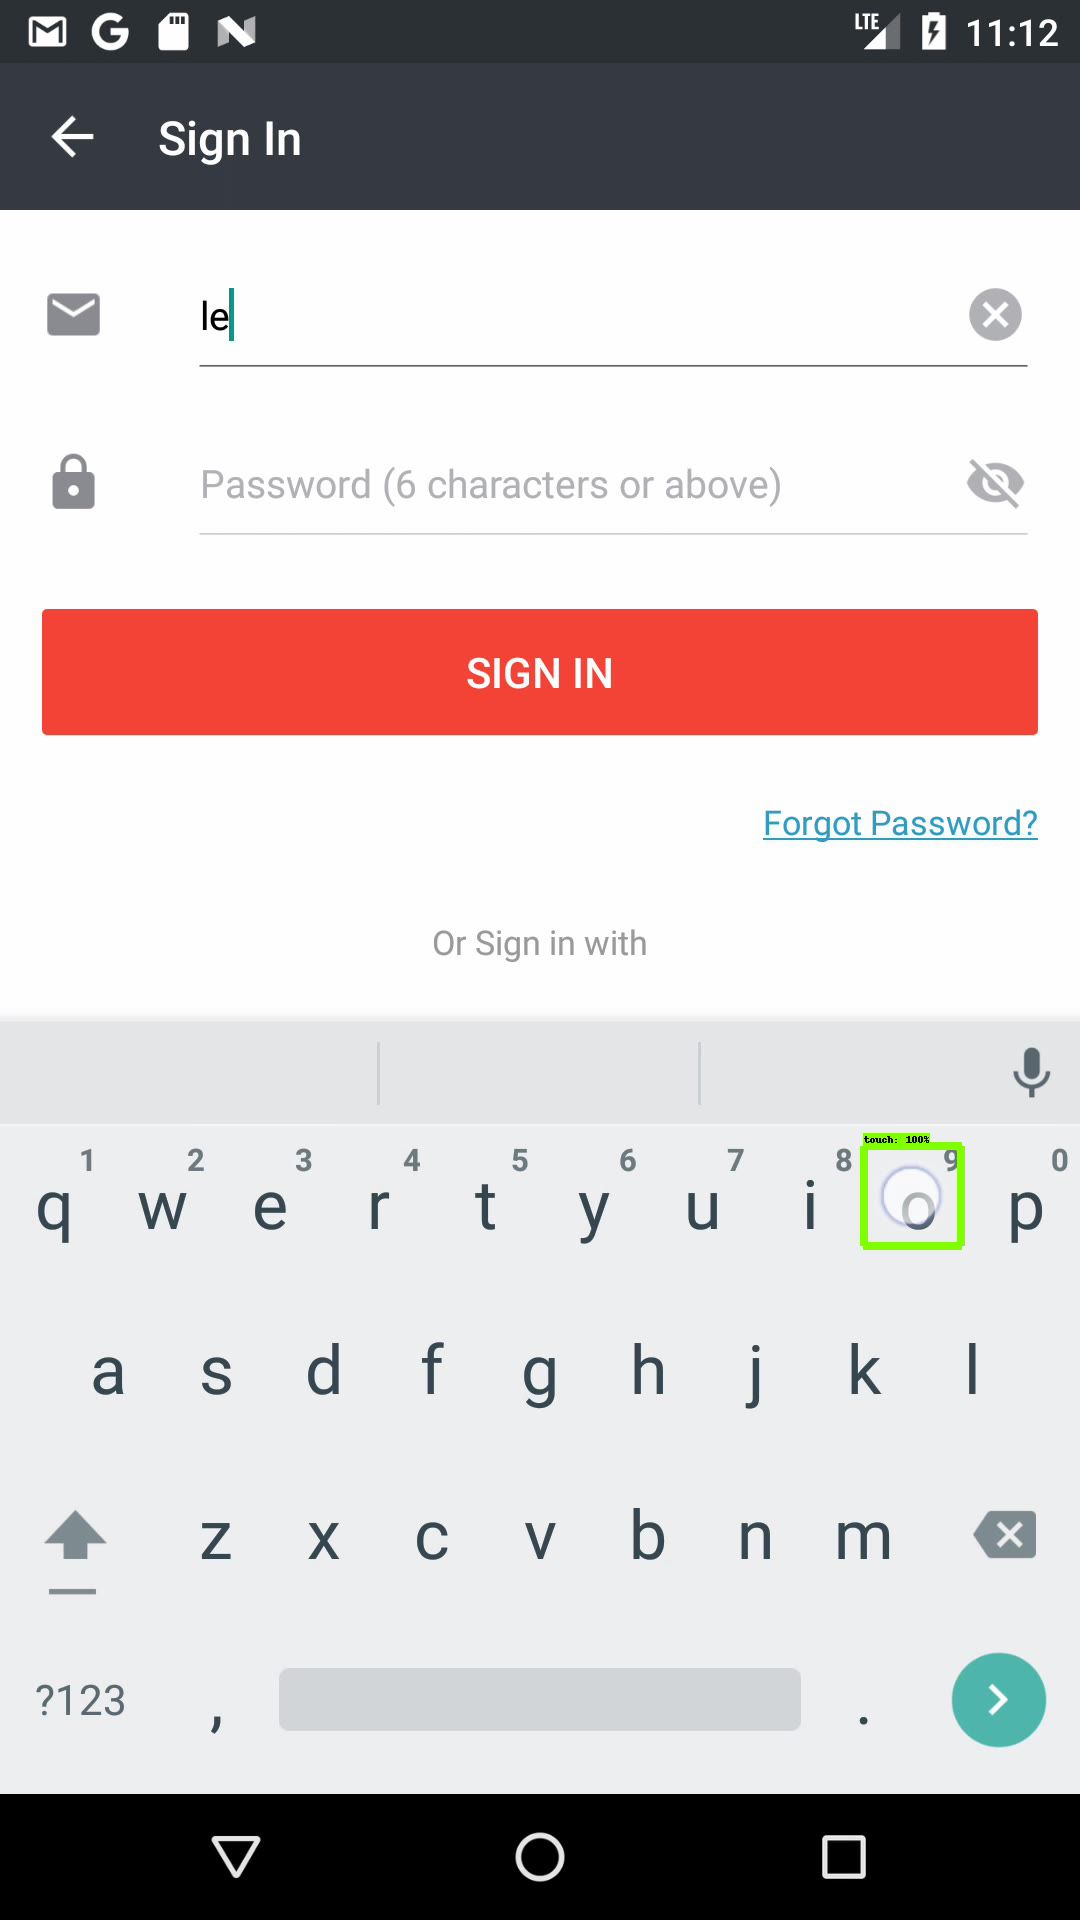 LTE 11:12
Sign In
le
Password (6 characters or above)
SIGN IN
Forgot Password?
Or Sign in with
touch: 100%
1 2 3 4 5 6 7 8 9 0
q w e r t y u i o p
a s d f g h j k l
z x c v b n m
?123 , .